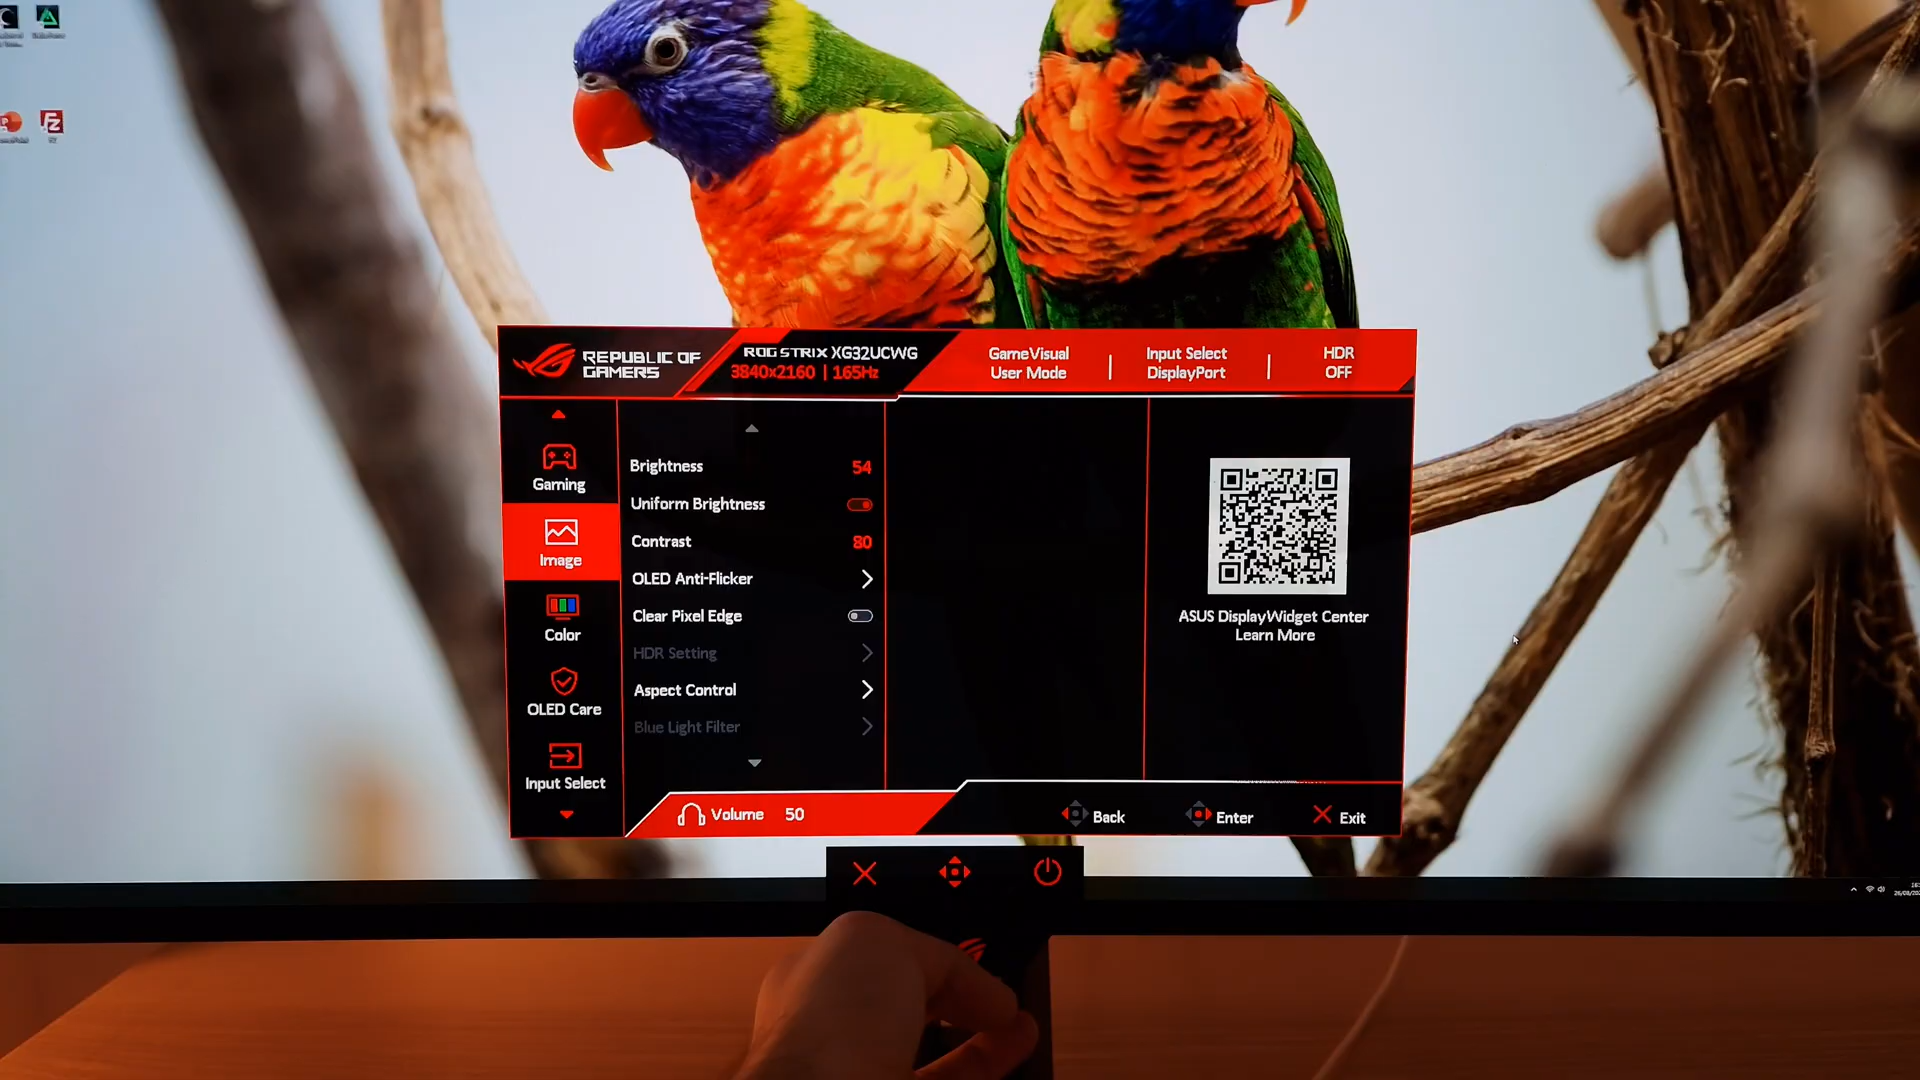 REPUBLIC OF
GAMERS
ROG STRIX XG32UCWG
3840x2160 | 165Hz
GameVisual
User Mode
Input Select
DisplayPort
HDR
OFF
Gaming
Image
Color
OLED Care
Input Select
Brightness 54
Uniform Brightness
Contrast 80
OLED Anti-Flicker
Clear Pixel Edge
HDR Setting
Aspect Control
Blue Light Filter
ASUS DisplayWidget Center
Learn More
Volume 50
Back
Enter
Exit
FZ